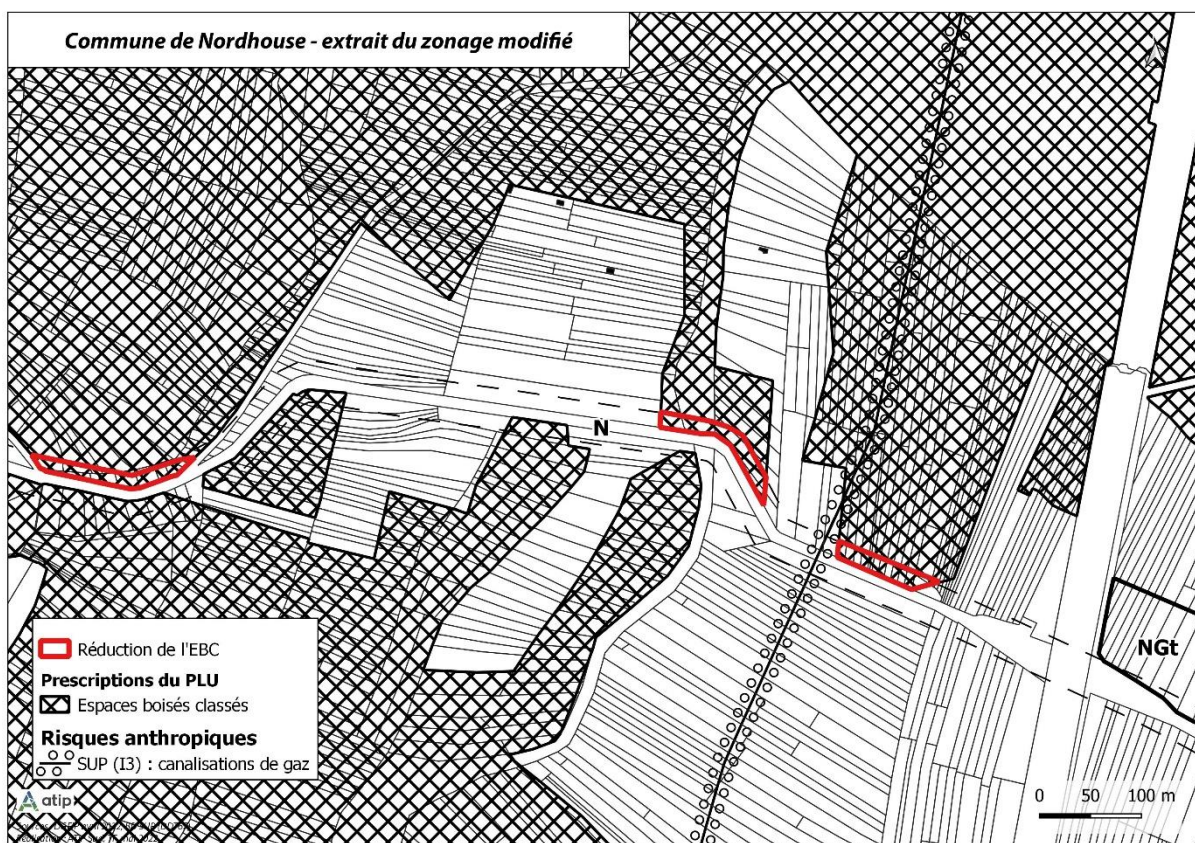 Commune de Nordhouse - extrait du zonage modifié
N
NGt
Réduction de l'EBC
Prescriptions du PLU
Espaces boisés classés
Risques anthropiques
SUP (I3) : canalisations de gaz
atip
0 50 100 m